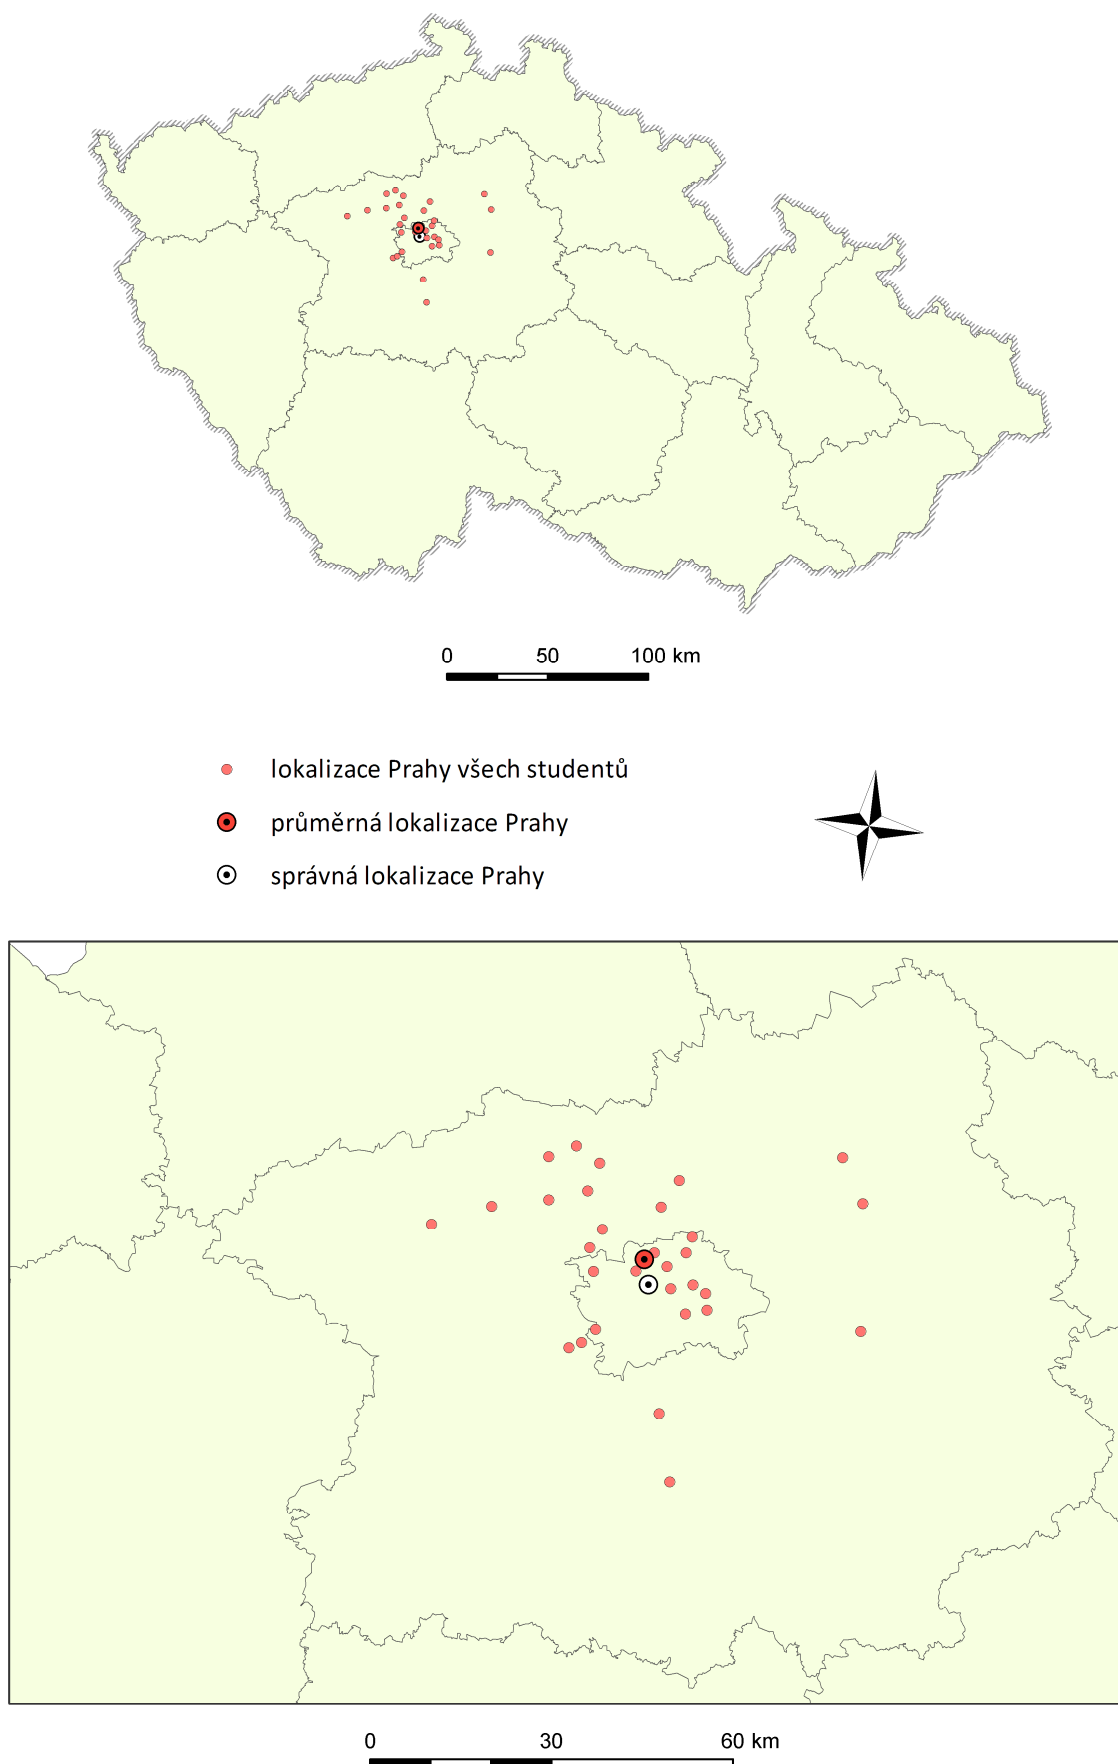 0 50 100 km
lokalizace Prahy všech studentů
průměrná lokalizace Prahy
správná lokalizace Prahy
0 30 60 km